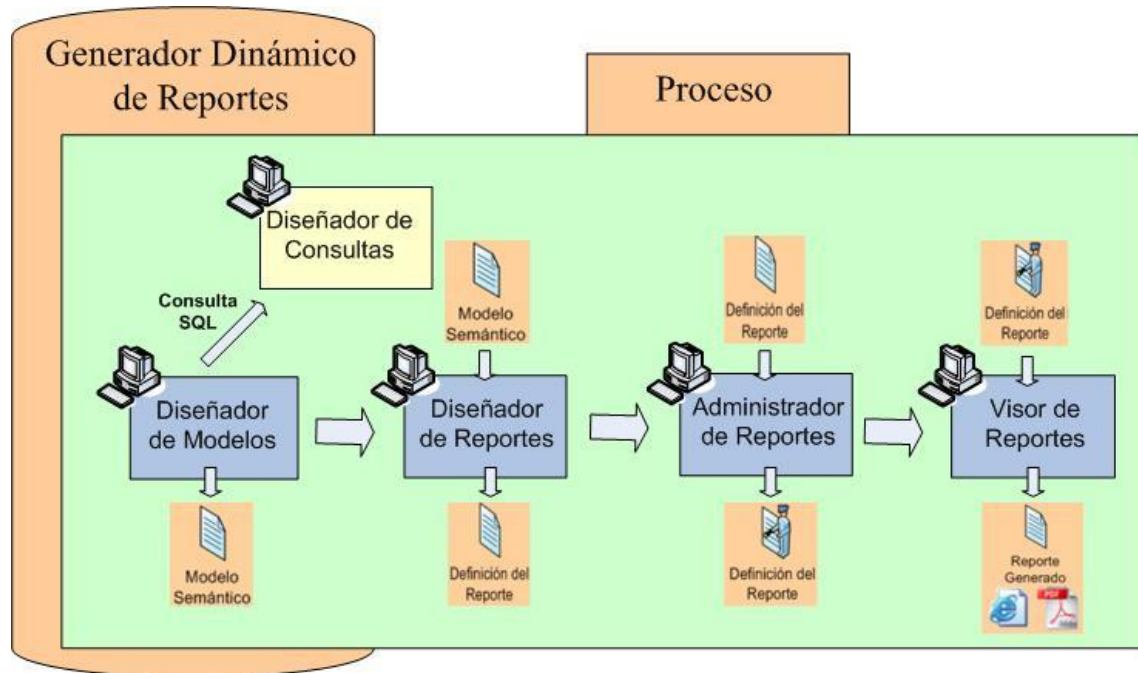 Generador Dinámico
de Reportes
Proceso
Diseñador de
Consultas
Consulta
SQL
Modelo
Semántico
Definición del
Reporte
Definición del
Reporte
Diseñador
de Modelos
Diseñador
de Reportes
Administrador
de Reportes
Visor de
Reportes
Modelo
Semántico
Definición del
Reporte
Definición del
Reporte
Reporte
Generado
PDF